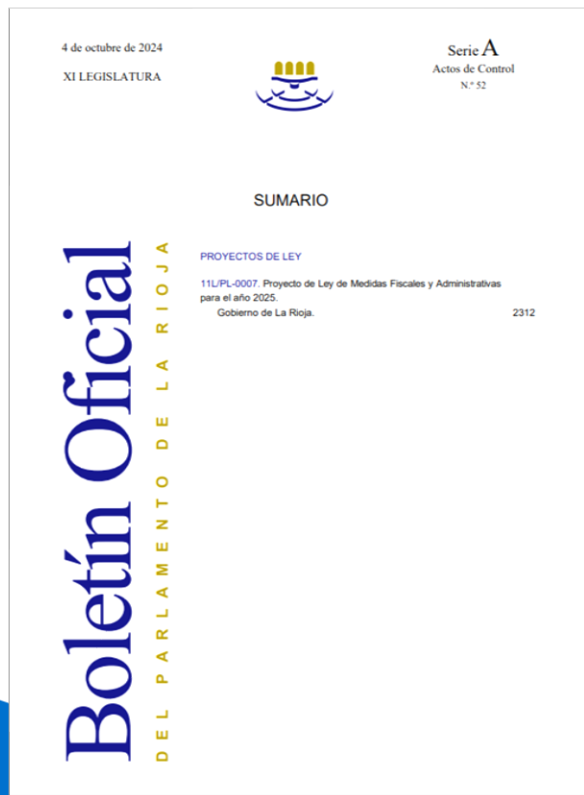 4 de octubre de 2024
XI LEGISLATURA
Serie A
Actos de Control
N.º 52
SUMARIO
Boletín Oficial
DEL PARLAMENTO DE LA RIOJA
PROYECTOS DE LEY
11L/PL-0007. Proyecto de Ley de Medidas Fiscales y Administrativas
para el año 2025.
Gobierno de La Rioja. 2312